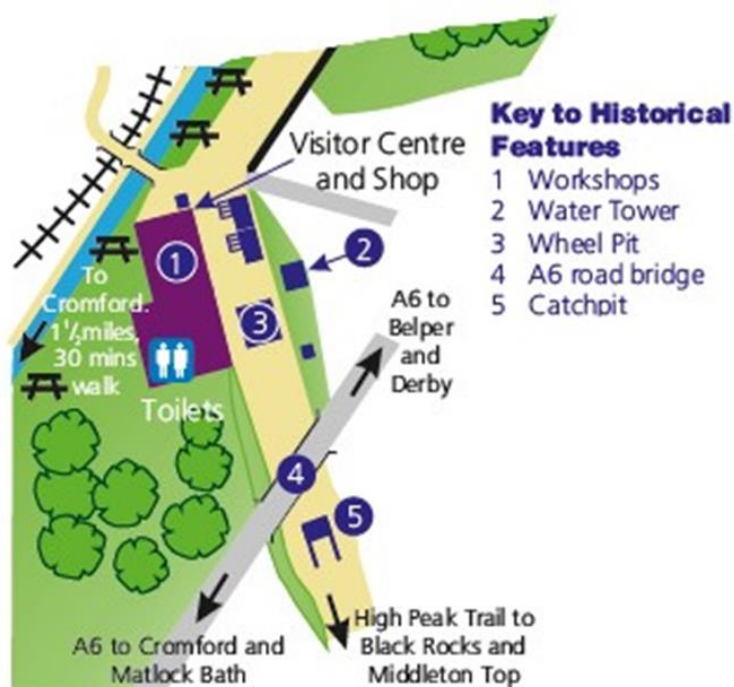 Key to Historical
Features
1 Workshops
2 Water Tower
3 Wheel Pit
4 A6 road bridge
5 Catchpit
Visitor Centre
and Shop
1
2
3
To
Cromford.
1½miles,
30 mins
walk
Toilets
A6 to
Belper
and
Derby
4
5
A6 to Cromford and
Matlock Bath
High Peak Trail to
Black Rocks and
Middleton Top